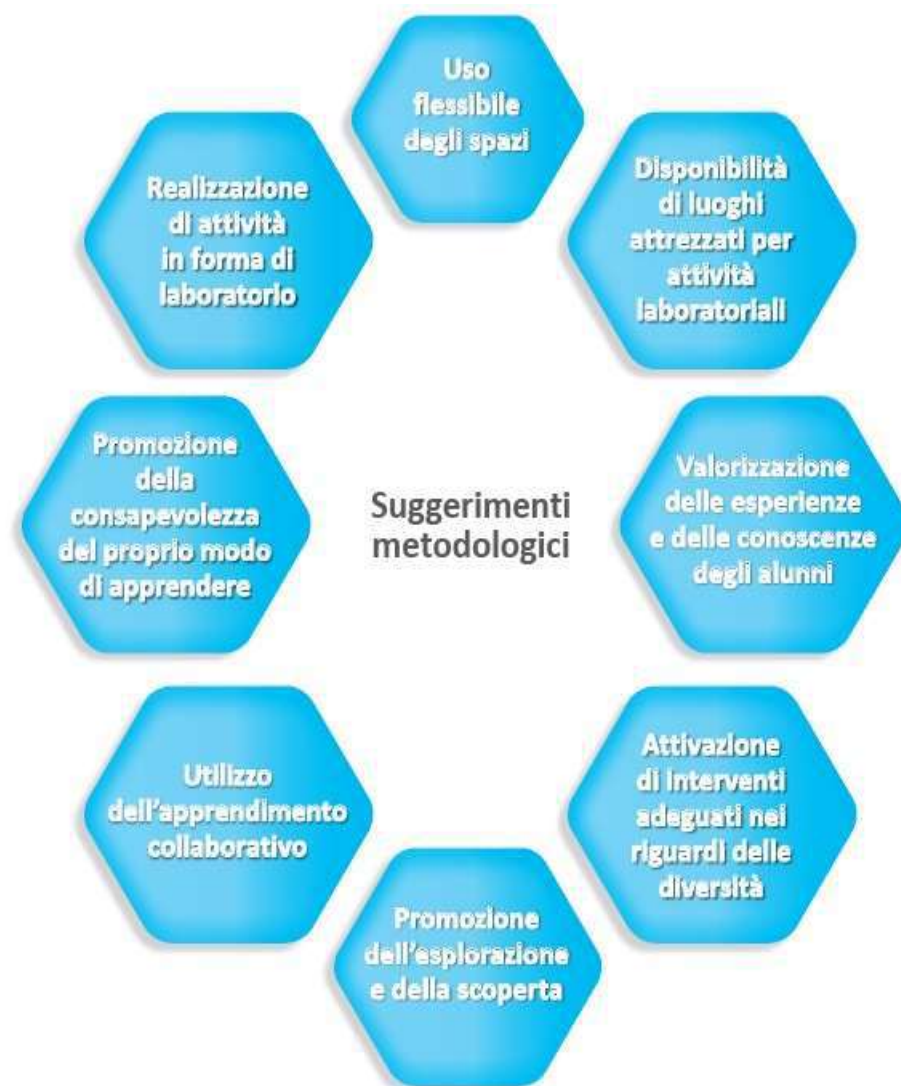 Uso
flessibile
degli spazi
Disponibilità
di luoghi
attrezzati per
attività
laboratoriali
Valorizzazione
delle esperienze
e delle conoscenze
degli alunni
Attivazione
di interventi
adeguati nei
riguardi delle
diversità
Promozione
dell'esplorazione
e della scoperta
Utilizzo
dell'apprendimento
collaborativo
Promozione
della
consapevolezza
del proprio modo
di apprendere
Realizzazione
di attività
in forma di
laboratorio
Suggerimenti
metodologici